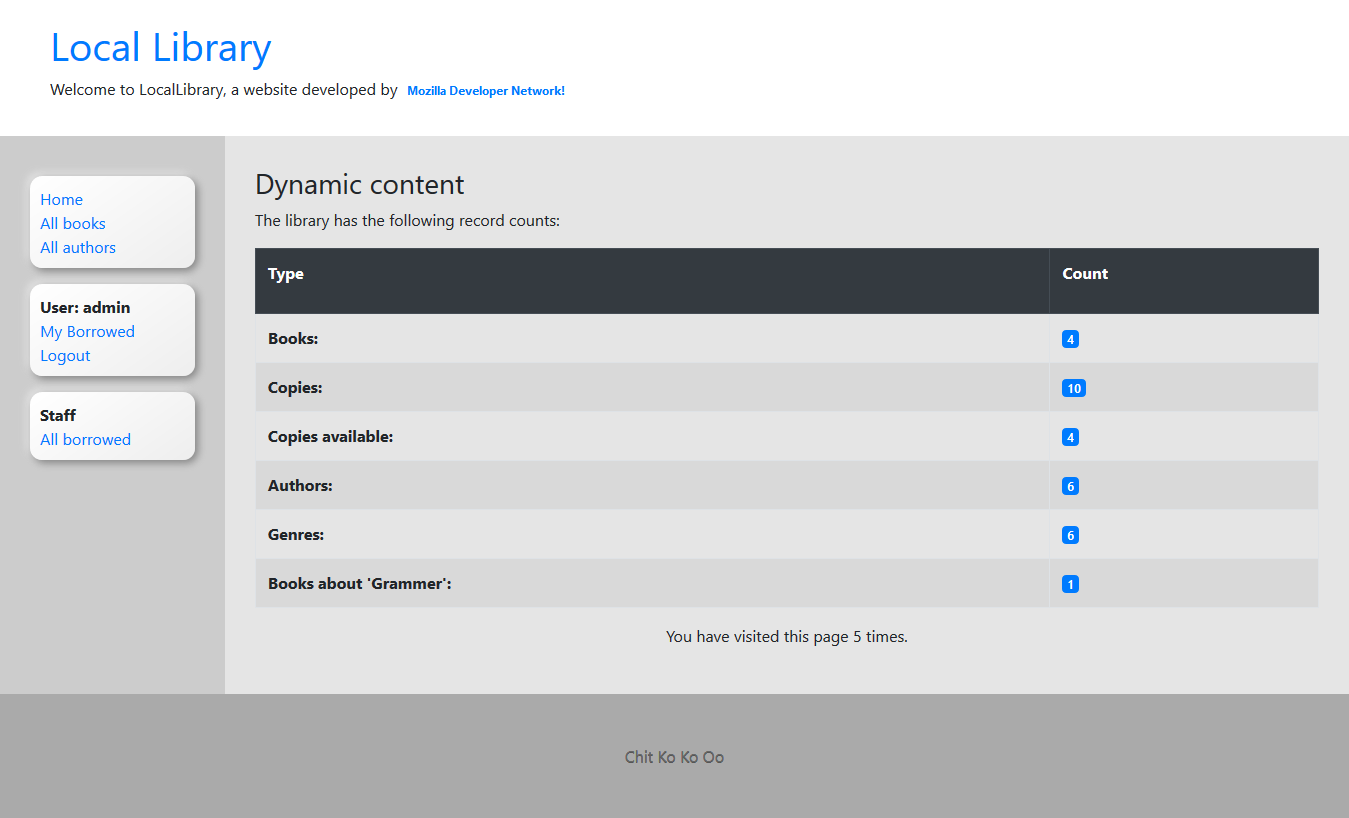 Local Library
Welcome to LocalLibrary, a website developed by Mozilla Developer Network!
Home
All books
All authors
User: admin
My Borrowed
Logout
Staff
All borrowed
Dynamic content
The library has the following record counts:
Type Count
Books: 4
Copies: 10
Copies available: 4
Authors: 6
Genres: 6
Books about 'Grammer': 1
You have visited this page 5 times.
Chit Ko Ko Oo